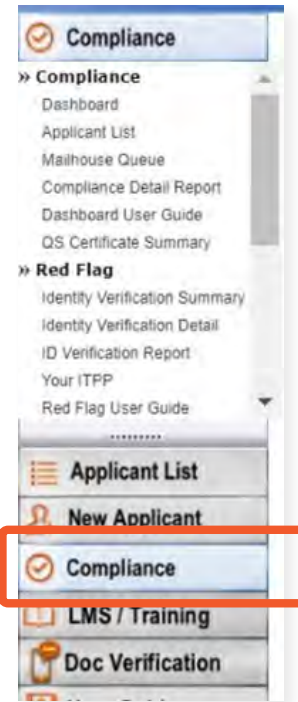 Compliance
» Compliance
Dashboard
Applicant List
Mailhouse Queue
Compliance Detail Report
Dashboard User Guide
QS Certificate Summary
» Red Flag
Identity Verification Summary
Identity Verification Detail
ID Verification Report
Your ITPP
Red Flag User Guide
Applicant List
New Applicant
Compliance
LMS / Training
Doc Verification